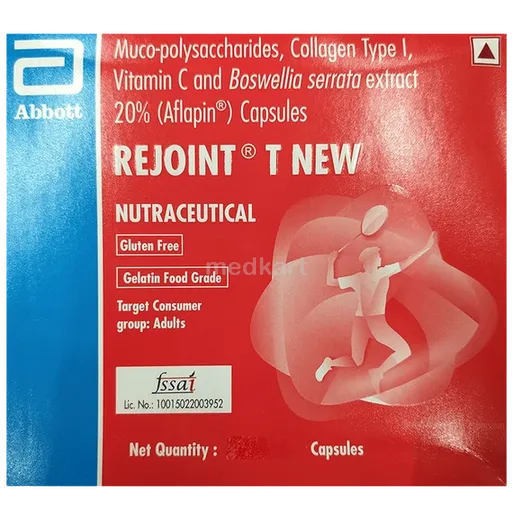 Abbott
Muco-polysaccharides, Collagen Type I,
Vitamin C and Boswellia serrata extract
20% (Aflapin®) Capsules
REJOINT® T NEW
NUTRACEUTICAL
Gluten Free
medkart
Gelatin Food Grade
Target Consumer
group: Adults
fssai
Lic. No.: 10015022003952
Net Quantity : Capsules